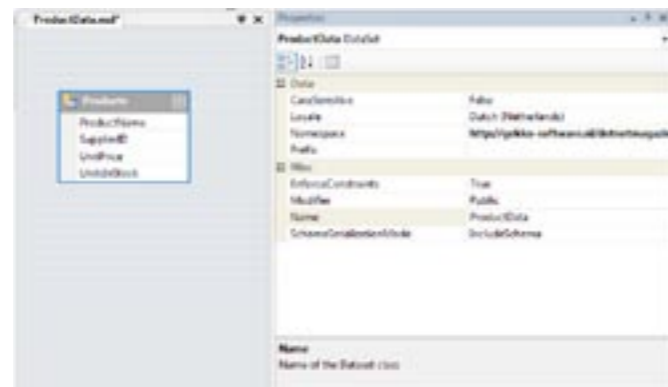 ProductData.xsd*
Products
ProductName
SupplierID
UnitPrice
UnitsInStock
Properties
ProductData DataSet
Data
CaseSensitive False
Locale Dutch (Netherlands)
Namespace
Prefix
Misc
EnforceConstraints True
Modifier Public
Name ProductData
SchemaSerializationMode IncludeSchema
Name
Name of the Dataset class